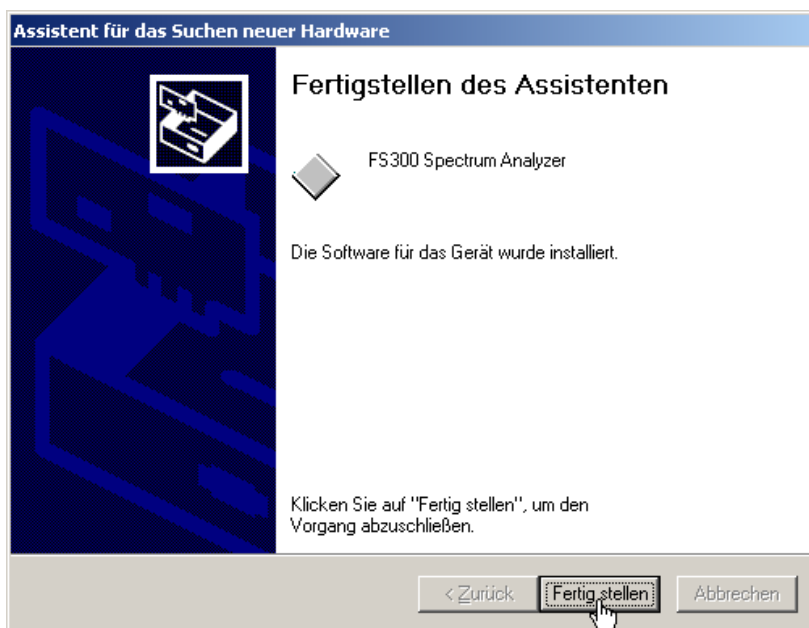 Assistent für das Suchen neuer Hardware
Fertigstellen des Assistenten
FS300 Spectrum Analyzer
Die Software für das Gerät wurde installiert.
Klicken Sie auf "Fertig stellen", um den
Vorgang abzuschließen.
< Zurück Fertig stellen Abbrechen